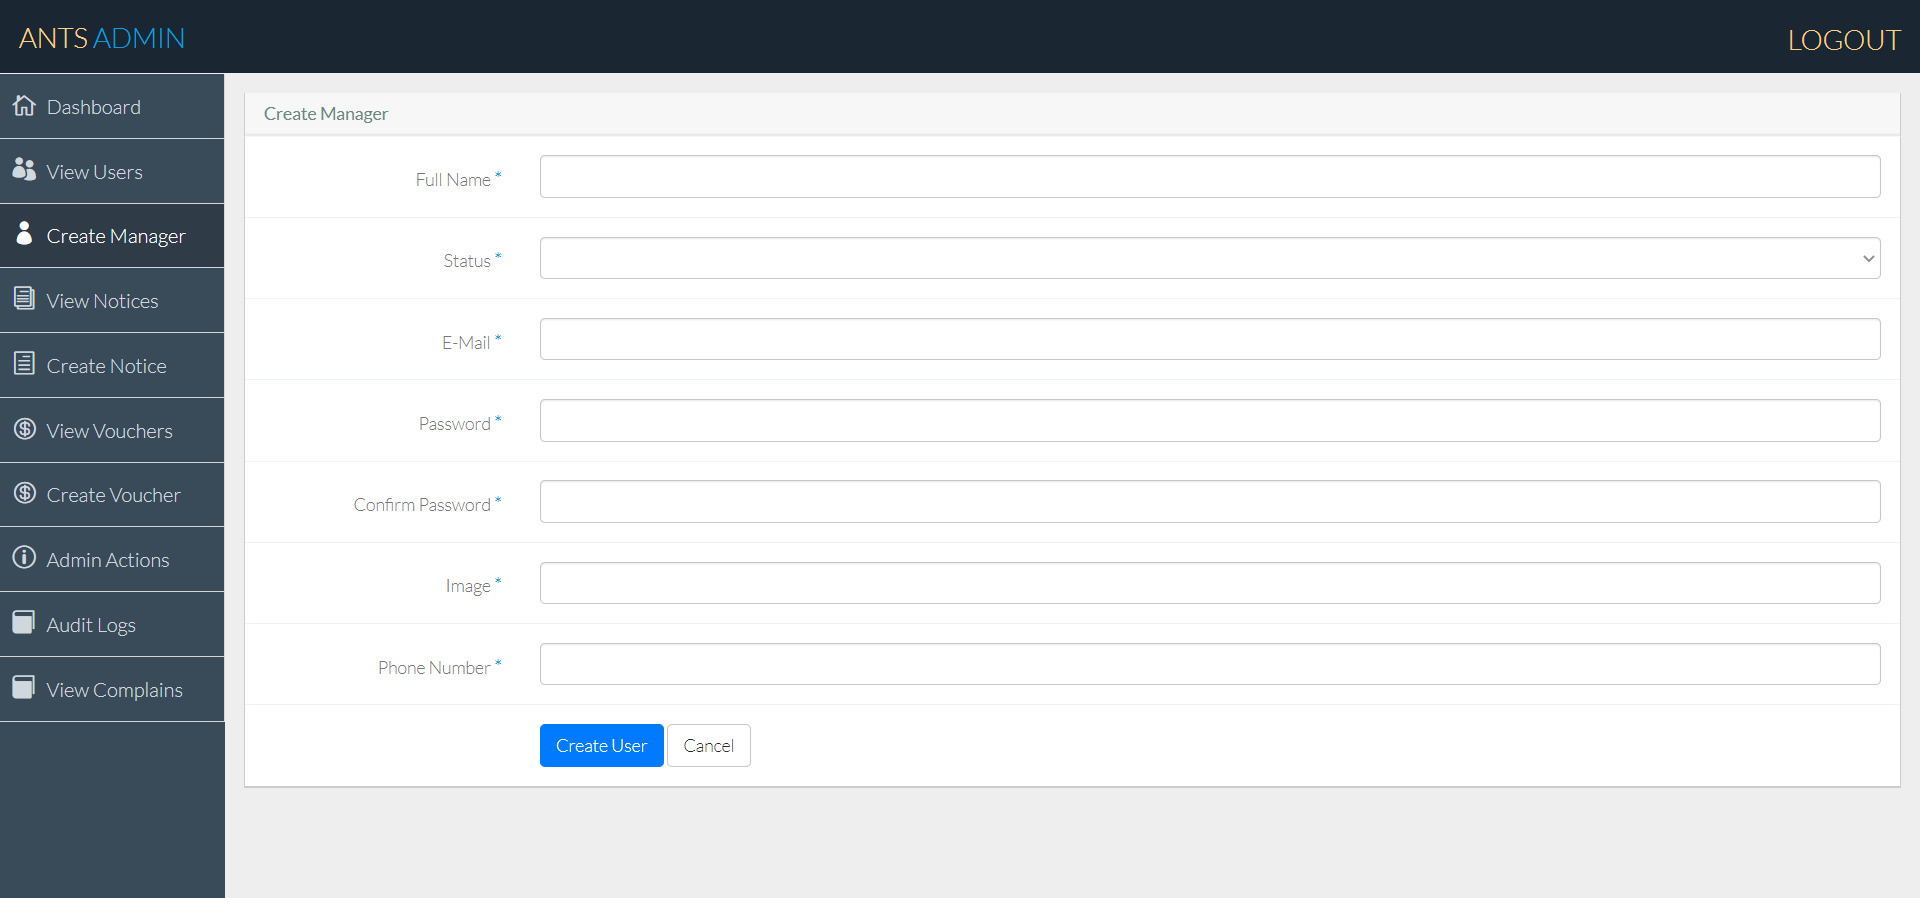 ANTS ADMIN
LOGOUT
Dashboard
View Users
Create Manager
View Notices
Create Notice
View Vouchers
Create Voucher
Admin Actions
Audit Logs
View Complains
Create Manager
Full Name *
Status *
E-Mail *
Password *
Confirm Password *
Image *
Phone Number *
Create User
Cancel